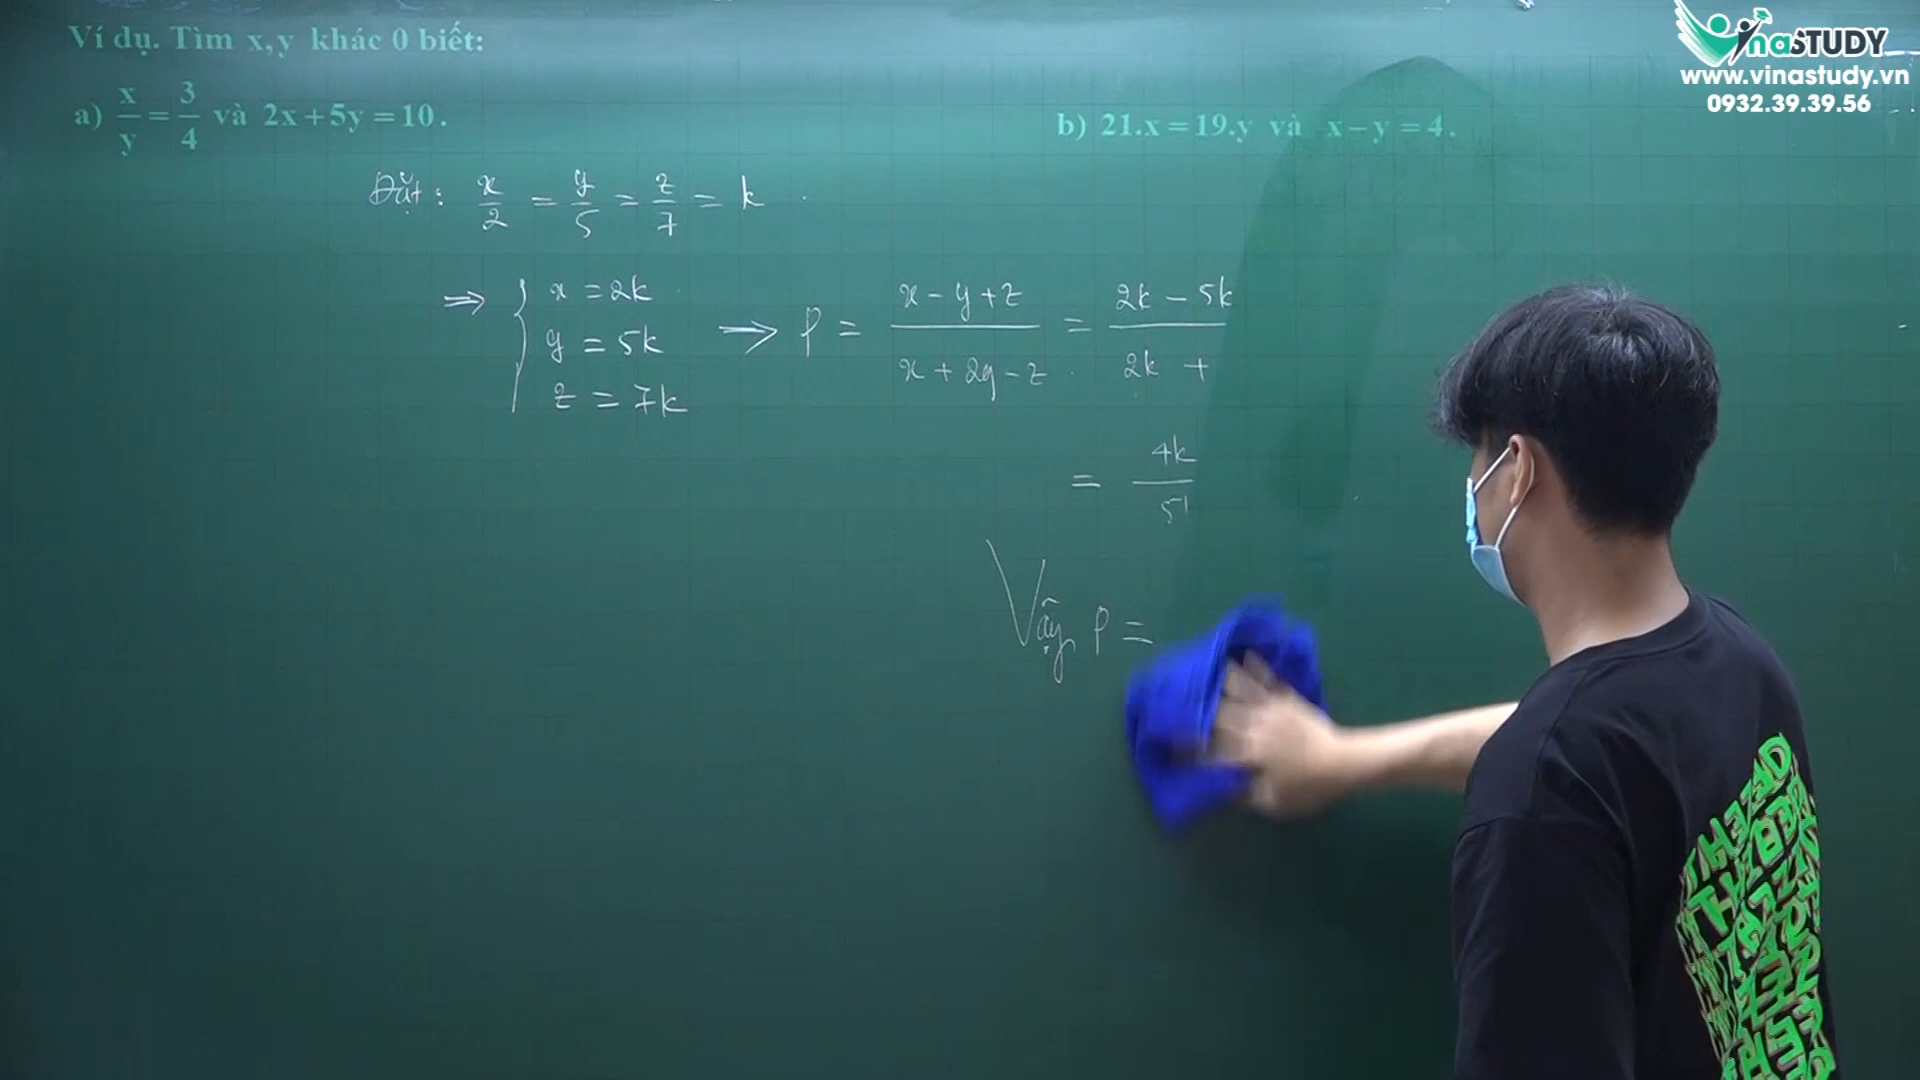 Ví dụ. Tìm x, y khác 0 biết:
a) x/y = 3/4 và 2x + 5y = 10.
b) 21.x = 19.y và x − y = 4.
Đặt: x/2 = y/5 = z/7 = k
⇒ { x = 2k
y = 5k
z = 7k
⇒ P = (x − y + z)/(x + 2y − z) = (2k − 5k)/(2k +
= 4k/5
Vậy P =
VinaSTUDY
www.vinastudy.vn
0932.39.39.56